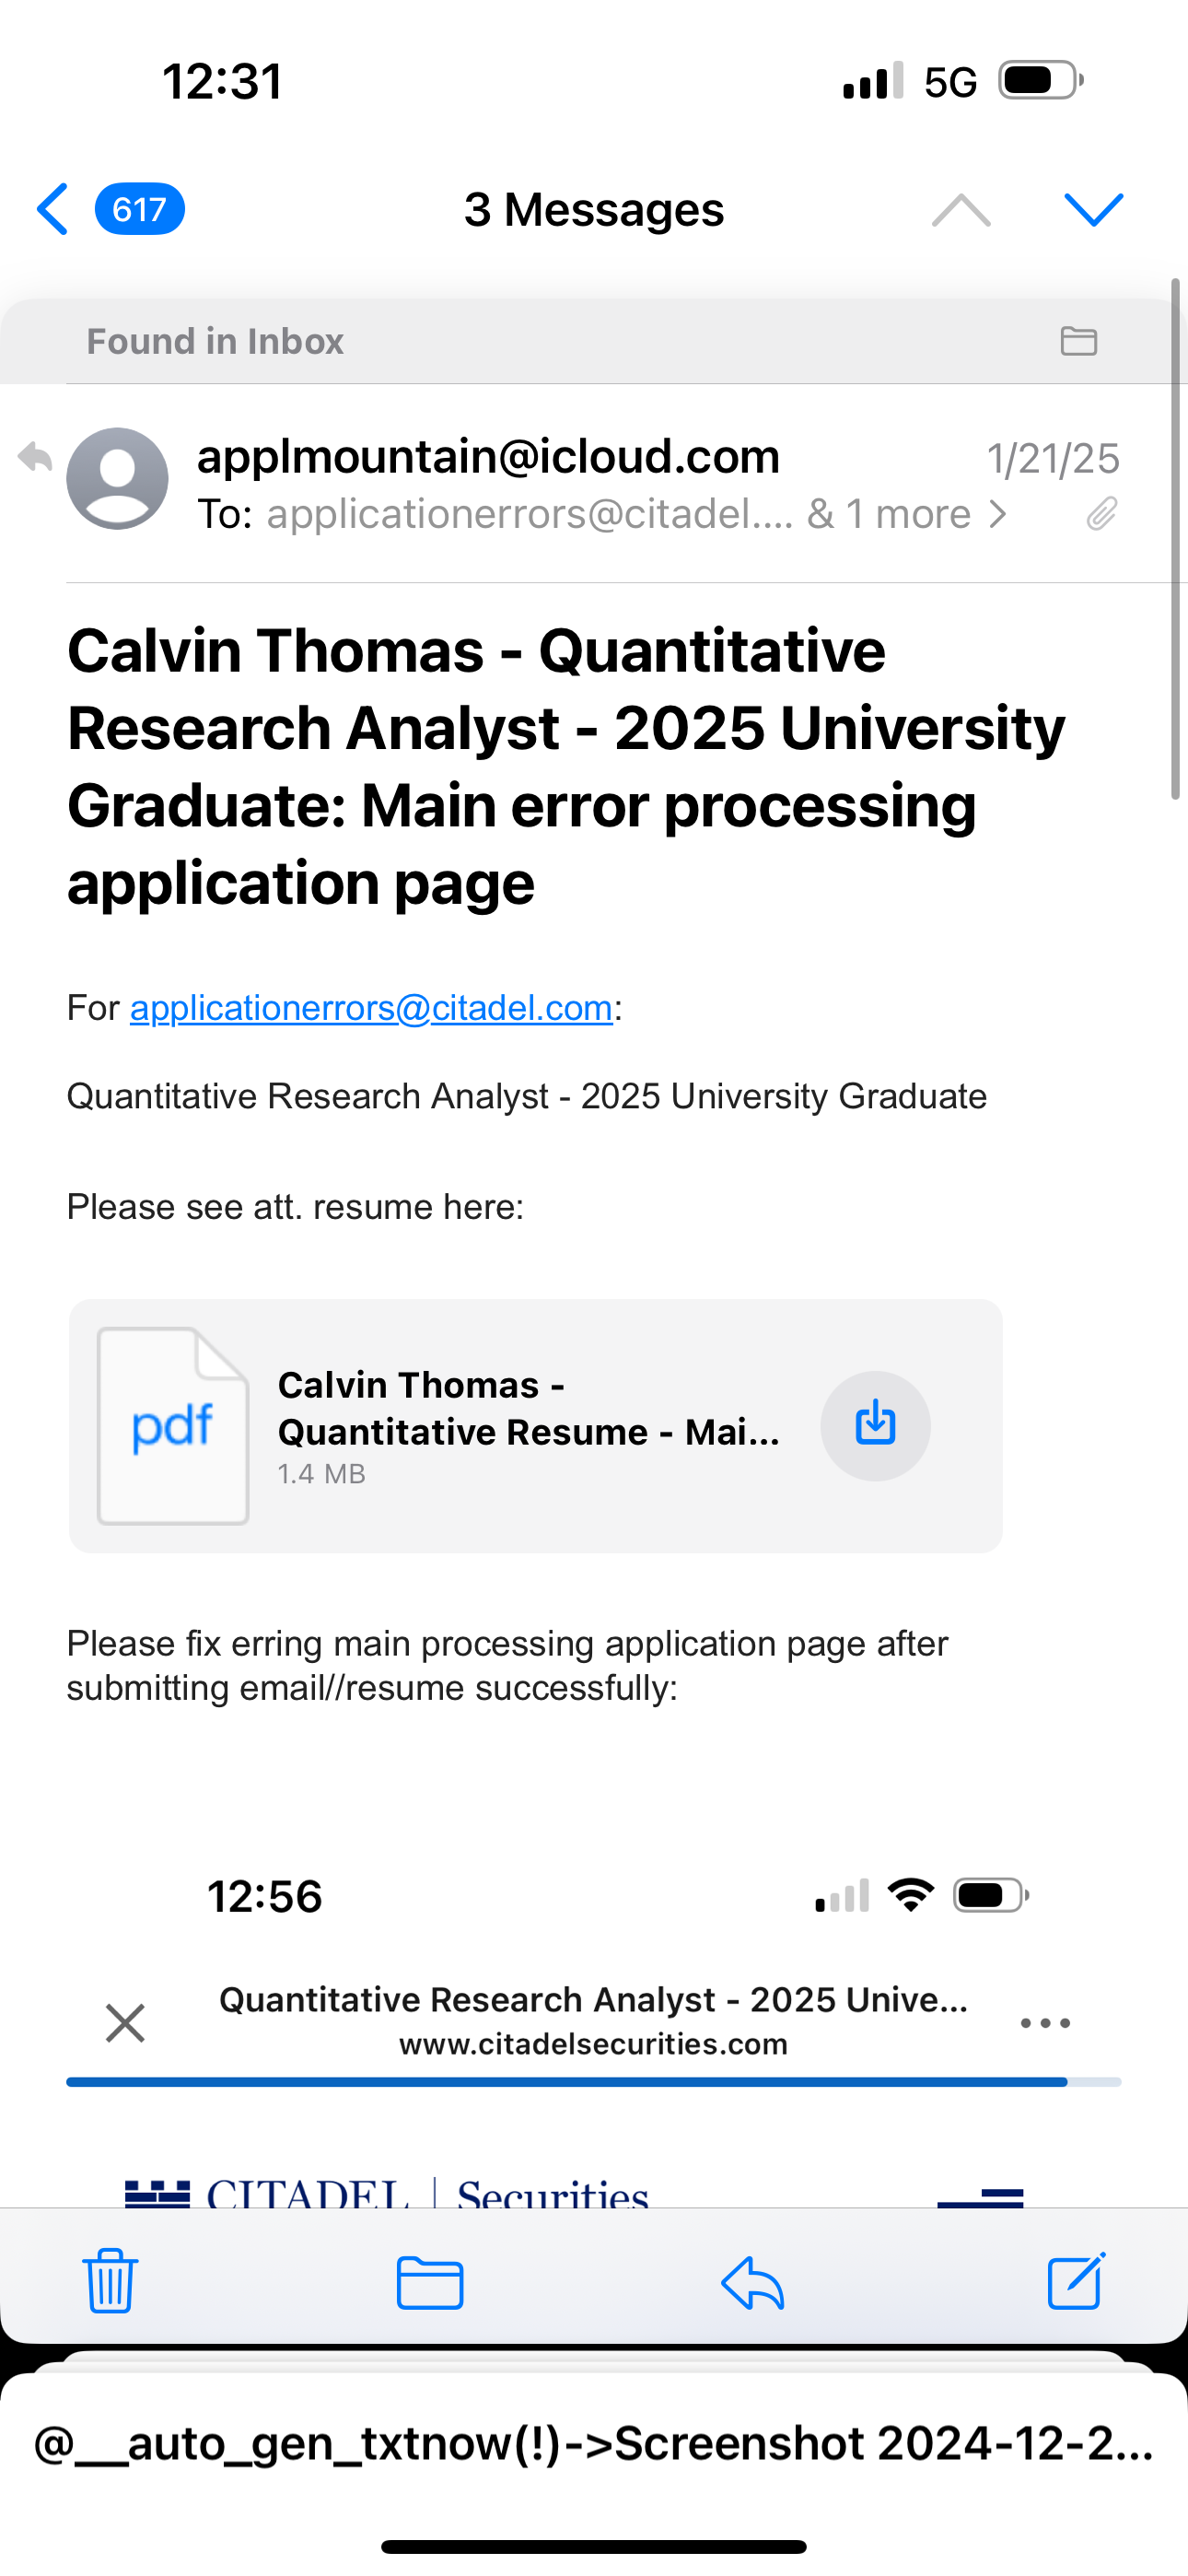 12:31
5G
617
3 Messages
Found in Inbox
applmountain@icloud.com
1/21/25
To: applicationerrors@citadel.... & 1 more
Calvin Thomas - Quantitative
Research Analyst - 2025 University
Graduate: Main error processing
application page
For applicationerrors@citadel.com:
Quantitative Research Analyst - 2025 University Graduate
Please see att. resume here:
pdf
Calvin Thomas -
Quantitative Resume - Mai...
1.4 MB
Please fix erring main processing application page after
submitting email//resume successfully:
12:56
Quantitative Research Analyst - 2025 Unive...
www.citadelsecurities.com
CITADEL | Securities
@__auto_gen_txtnow(!)->Screenshot 2024-12-2...